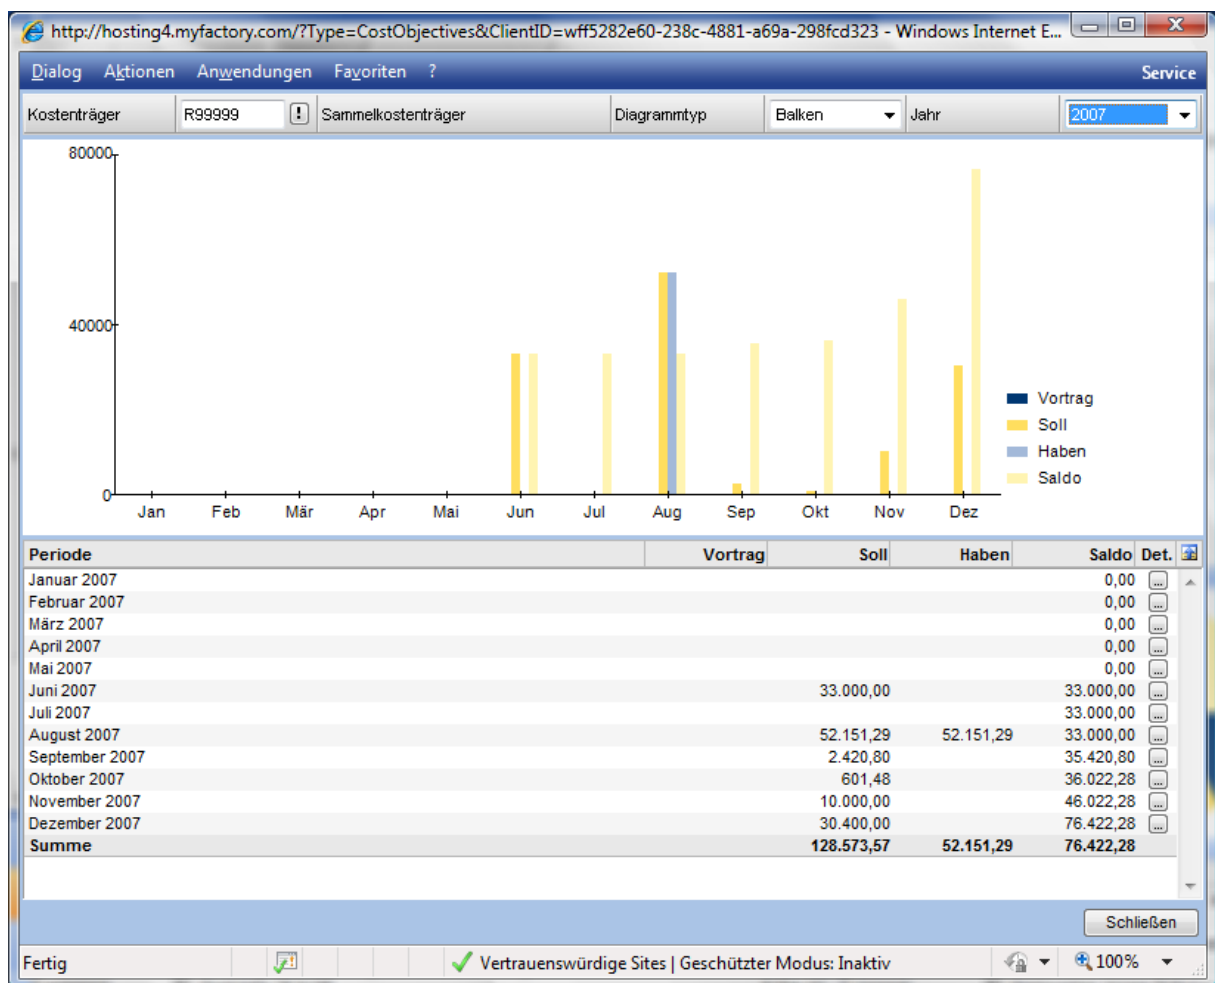 http://hosting4.myfactory.com/?Type=CostObjectives&ClientID=wff5282e60-238c-4881-a69a-298fcd323 - Windows Internet E...
Dialog Aktionen Anwendungen Favoriten ? Service
Kostenträger R99999 ! Sammelkostenträger Diagrammtyp Balken Jahr 2007
80000
40000
0
Vortrag
Soll
Haben
Saldo
Jan Feb Mär Apr Mai Jun Jul Aug Sep Okt Nov Dez
Periode Vortrag Soll Haben Saldo Det.
Januar 2007 0,00 ...
Februar 2007 0,00 ...
März 2007 0,00 ...
April 2007 0,00 ...
Mai 2007 0,00 ...
Juni 2007 33.000,00 33.000,00 ...
Juli 2007 33.000,00 ...
August 2007 52.151,29 52.151,29 33.000,00 ...
September 2007 2.420,80 35.420,80 ...
Oktober 2007 601,48 36.022,28 ...
November 2007 10.000,00 46.022,28 ...
Dezember 2007 30.400,00 76.422,28 ...
Summe 128.573,57 52.151,29 76.422,28
Schließen
Fertig Vertrauenswürdige Sites | Geschützter Modus: Inaktiv 100%